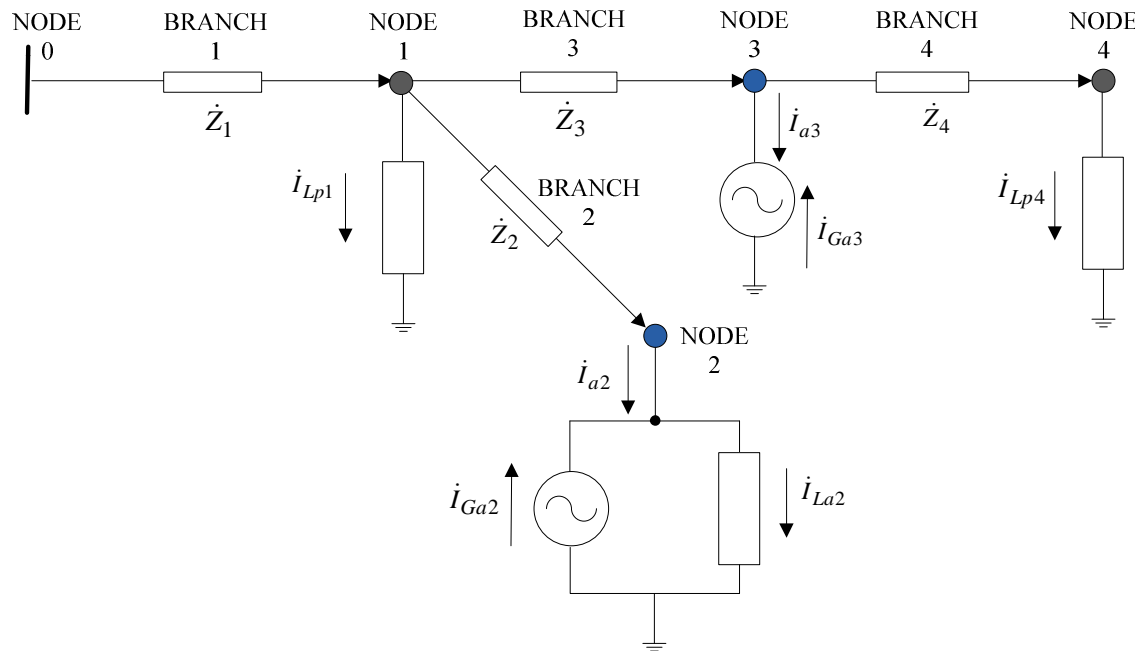 NODE
0
BRANCH
1
NODE
1
BRANCH
3
NODE
3
BRANCH
4
NODE
4
Ż1
Ż3
İa3
Ż4
İLp1
BRANCH
2
Ż2
İGa3
İLp4
NODE
2
İa2
İGa2
İLa2